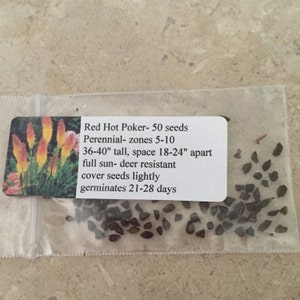 Red Hot Poker- 50 seeds
Perennial- zones 5-10
36-40" tall, space 18-24" apart
full sun- deer resistant
cover seeds lightly
germinates 21-28 days